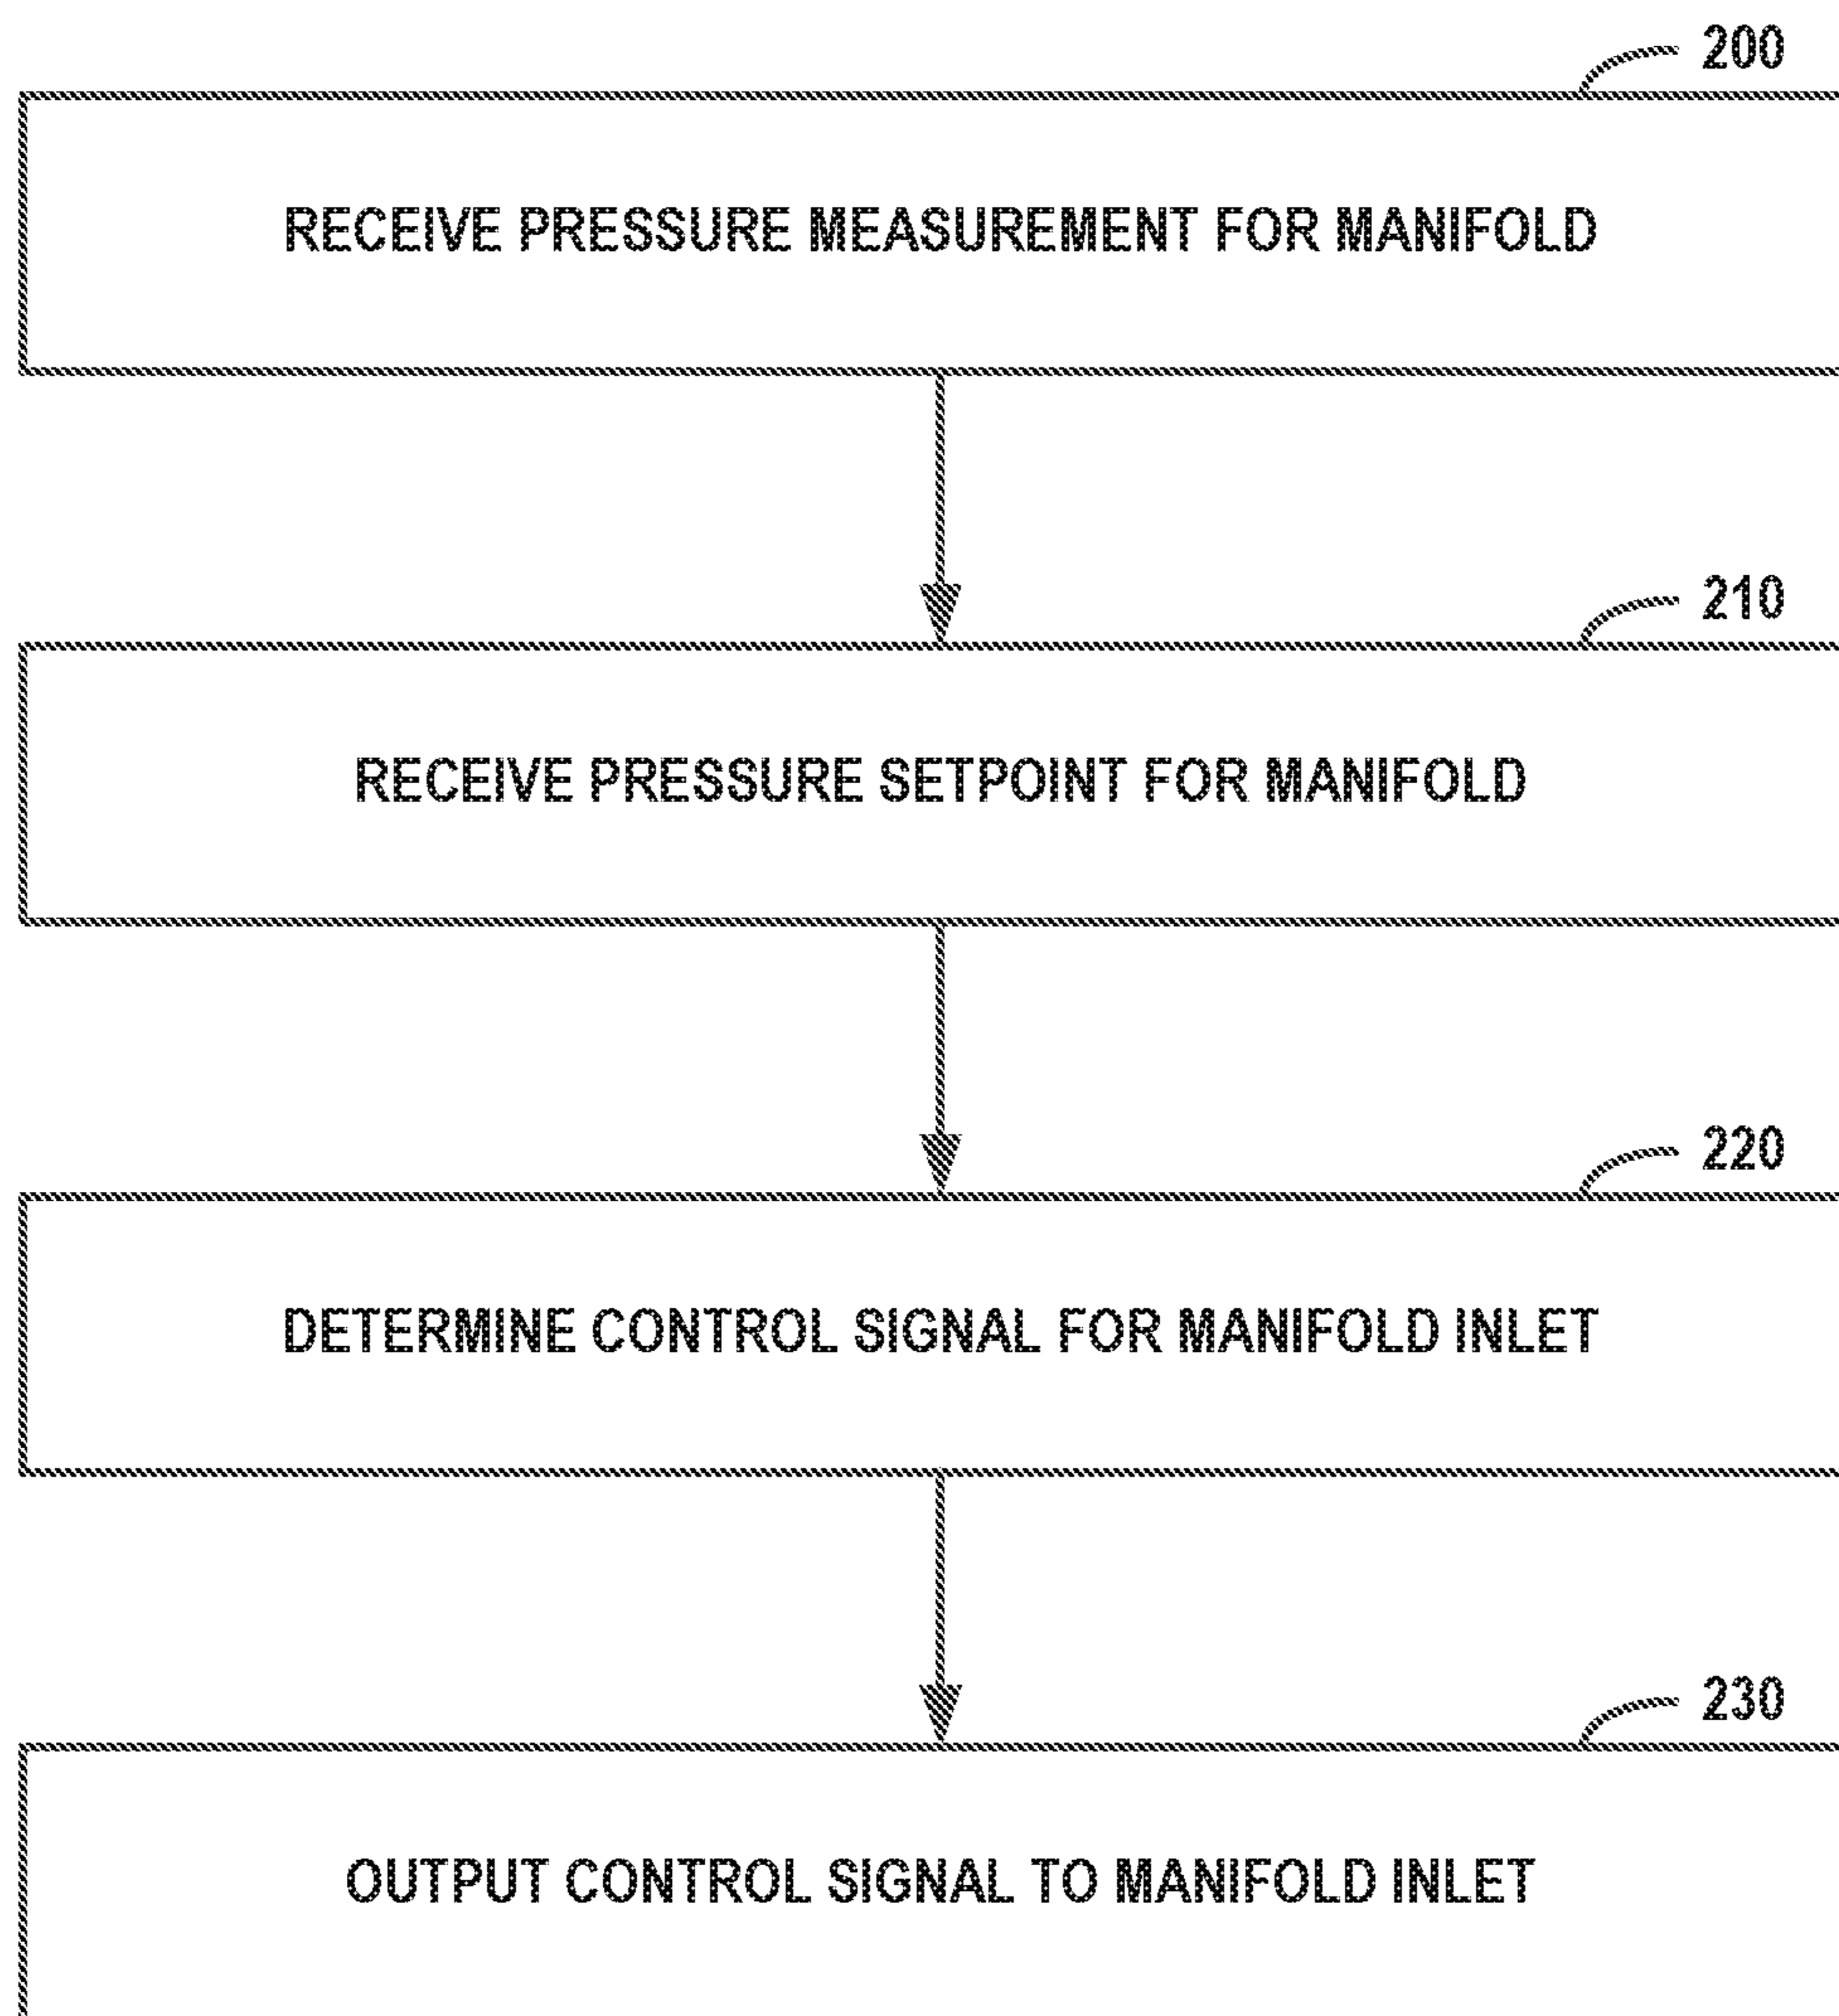 200
RECEIVE PRESSURE MEASUREMENT FOR MANIFOLD
210
RECEIVE PRESSURE SETPOINT FOR MANIFOLD
220
DETERMINE CONTROL SIGNAL FOR MANIFOLD INLET
230
OUTPUT CONTROL SIGNAL TO MANIFOLD INLET